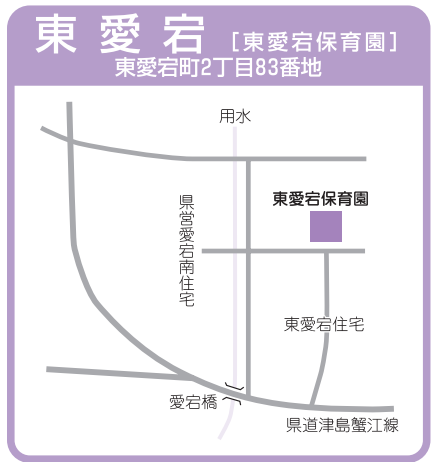 東愛宕 [東愛宕保育園]
東愛宕町2丁目83番地
用水
東愛宕保育園
県営愛宕南住宅
東愛宕住宅
愛宕橋
県道津島蟹江線